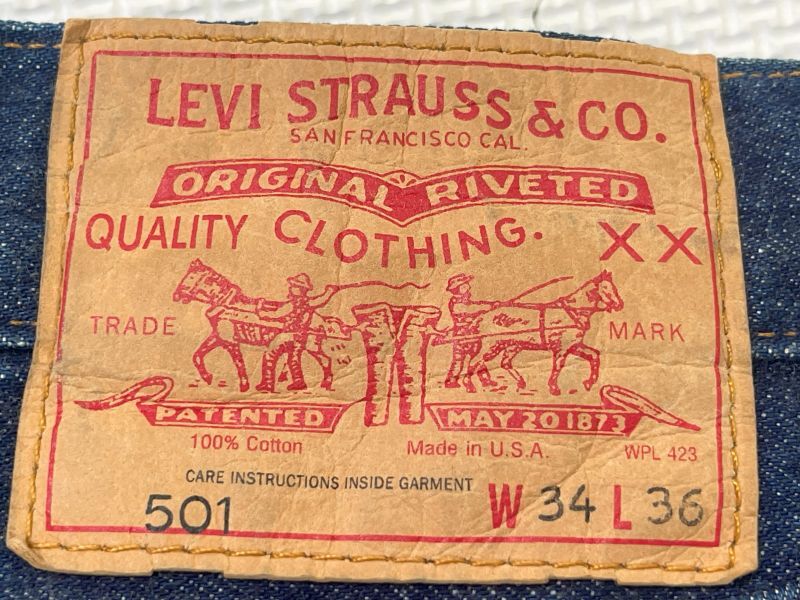 LEVI STRAUSS & CO.
SAN FRANCISCO CAL.
ORIGINAL RIVETED
QUALITY CLOTHING. XX
TRADE MARK
PATENTED MAY 20 1873
100% Cotton Made in U.S.A. WPL 423
CARE INSTRUCTIONS INSIDE GARMENT
501 W 34 L 36